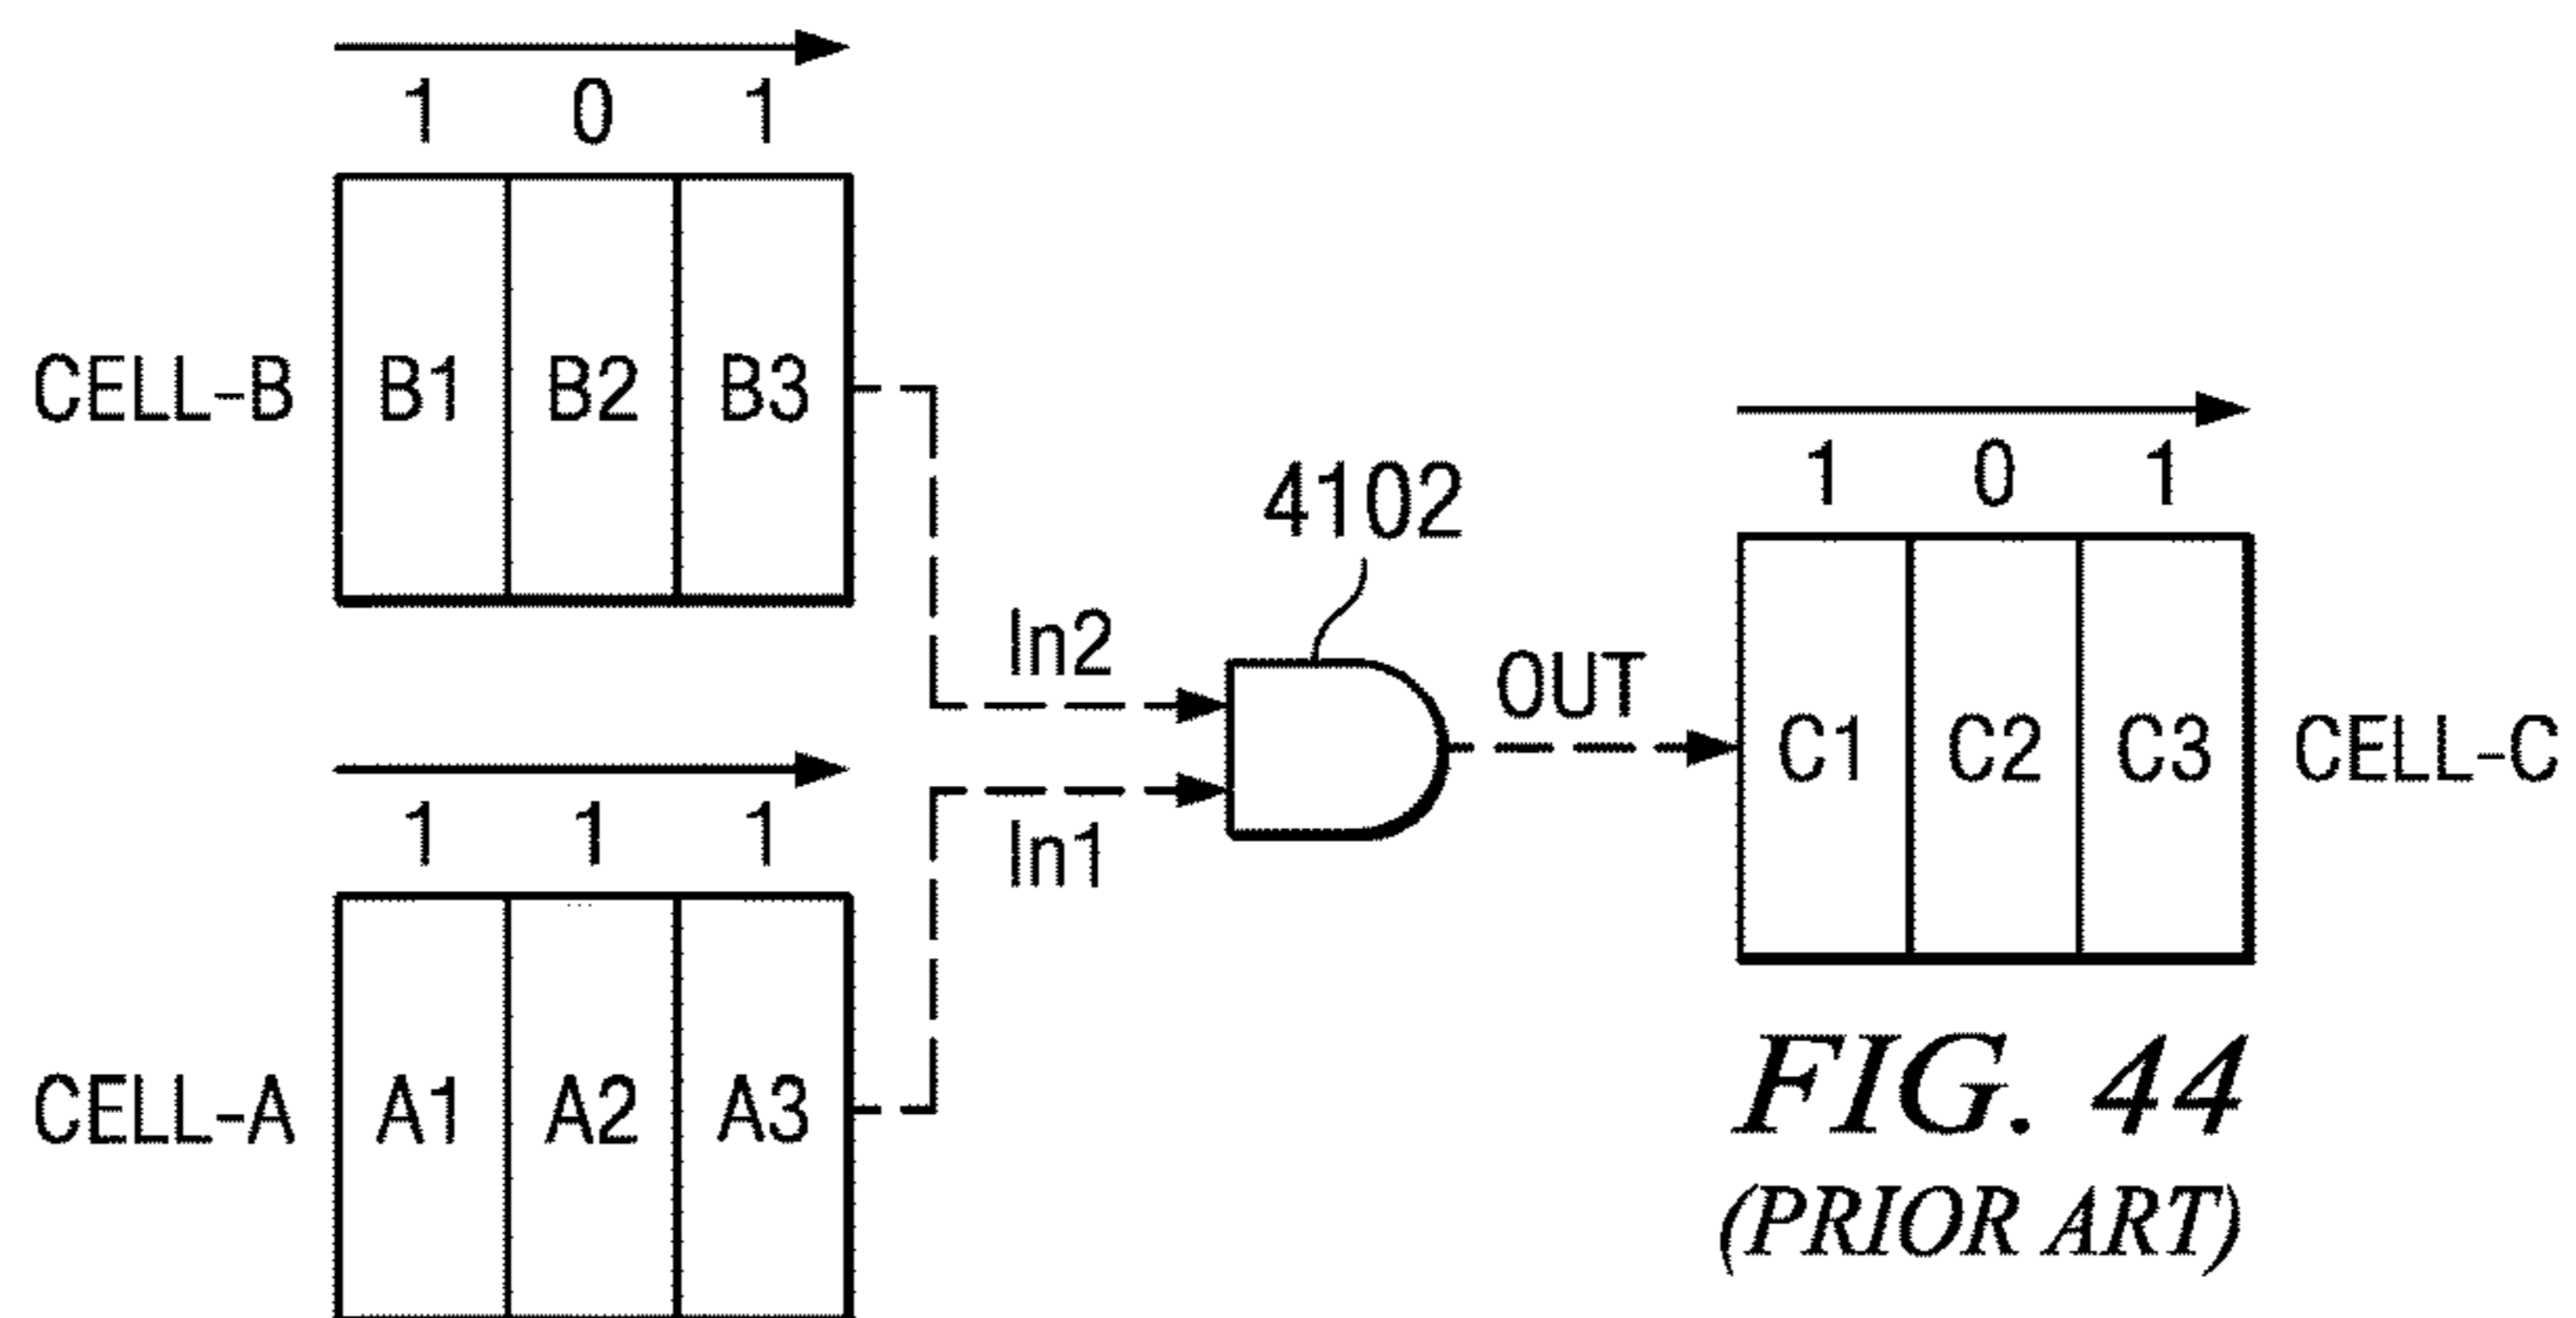 1 0 1
CELL-B B1 B2 B3
4102
1 0 1
In2
OUT
C1 C2 C3 CELL-C
1 1 1
In1
CELL-A A1 A2 A3
FIG. 44
(PRIOR ART)